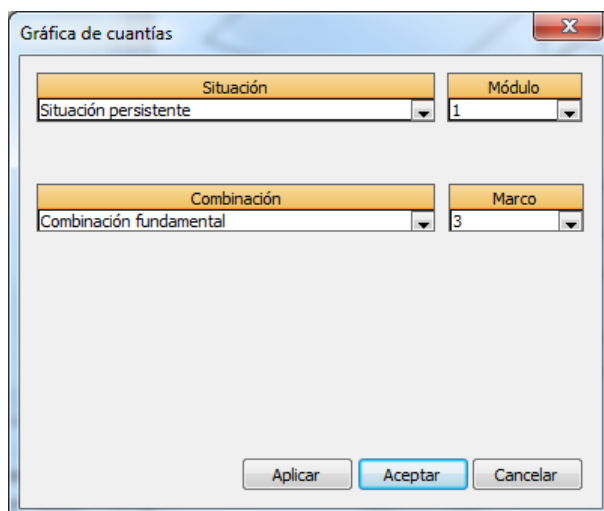 Gráfica de cuantías
Situación Módulo
Situación persistente 1
Combinación Marco
Combinación fundamental 3
Aplicar Aceptar Cancelar